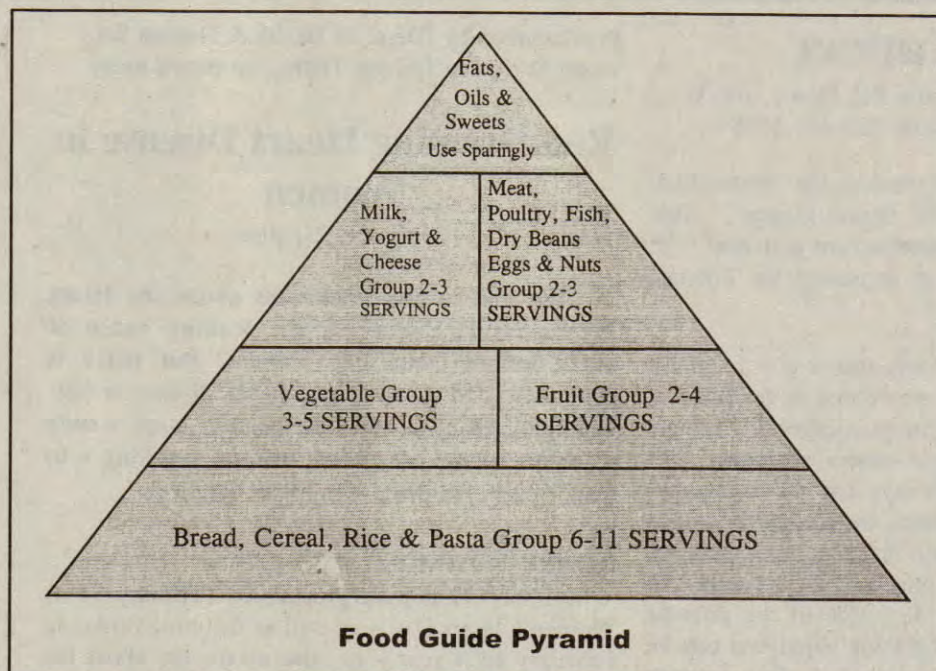 Fats,
Oils &
Sweets
Use Sparingly
Milk,
Yogurt &
Cheese
Group 2-3
SERVINGS
Meat,
Poultry, Fish,
Dry Beans
Eggs & Nuts
Group 2-3
SERVINGS
Vegetable Group
3-5 SERVINGS
Fruit Group 2-4
SERVINGS
Bread, Cereal, Rice & Pasta Group 6-11 SERVINGS
Food Guide Pyramid